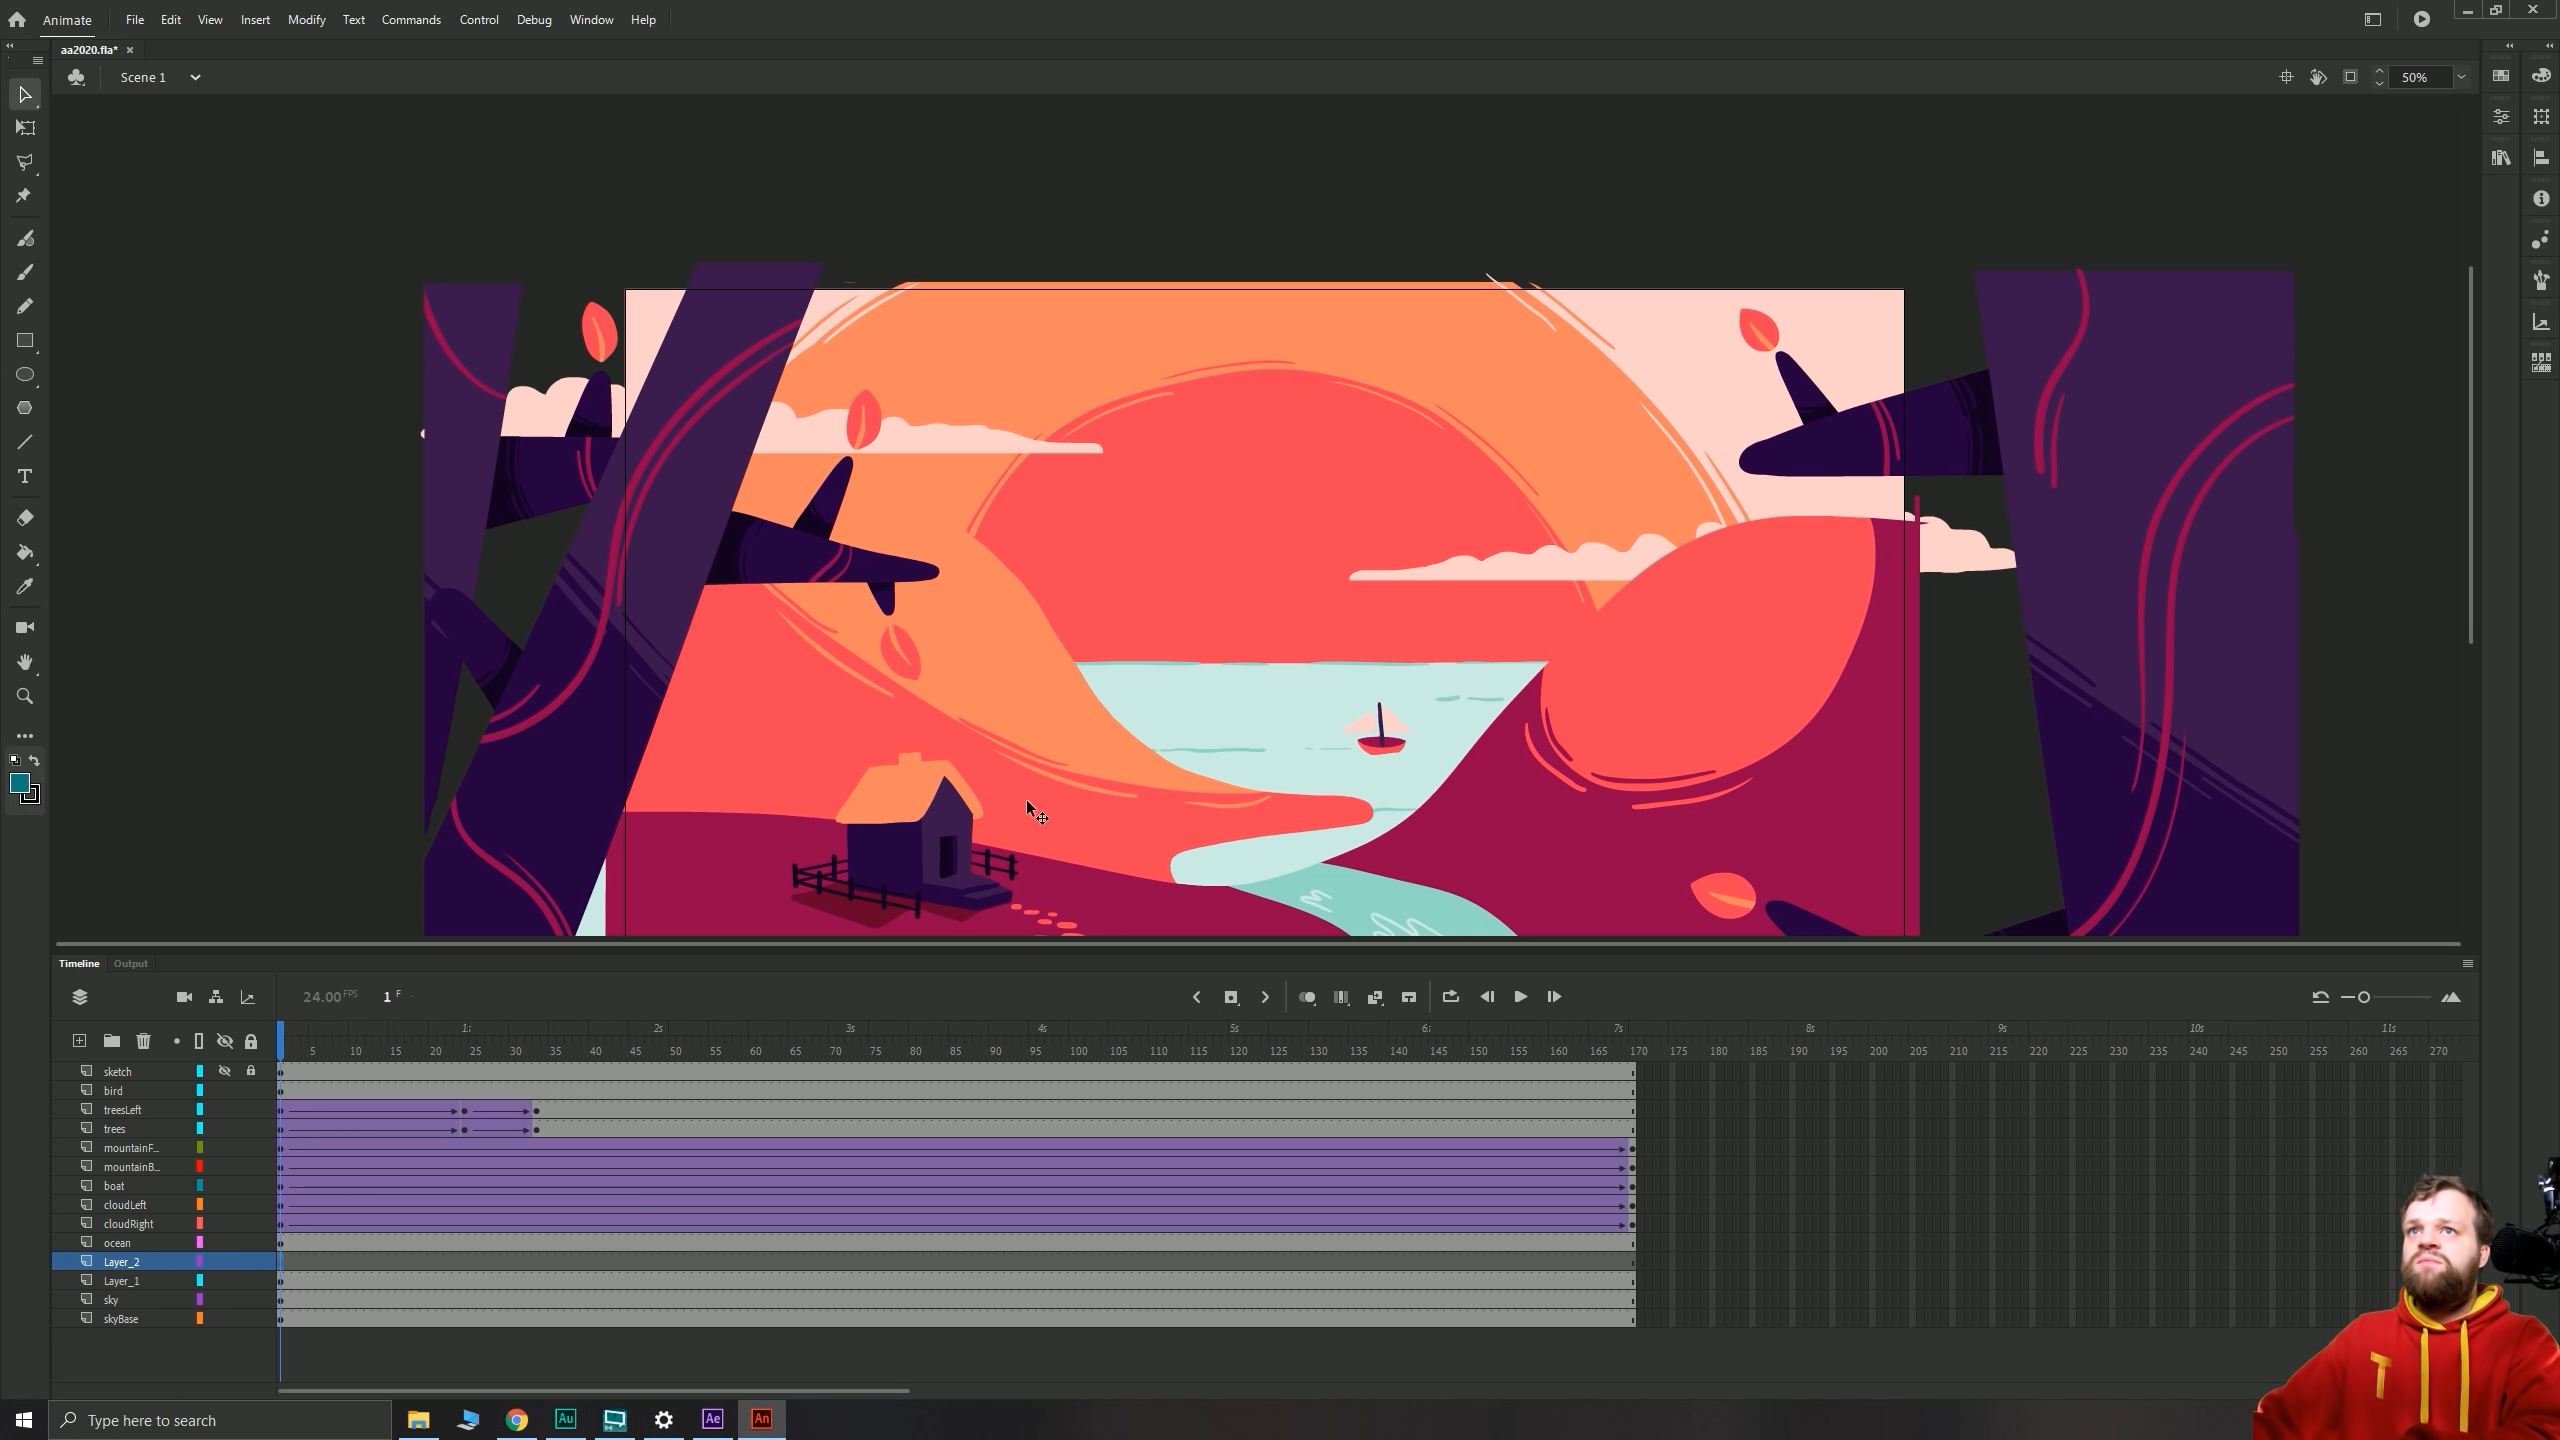 Animate File Edit View Insert Modify Text Commands Control Debug Window Help
aa2020.fla*
Scene 1 50%
Timeline Output
24.00 FPS 1 F
1s 2s 3s 4s 5s 6s 7s 8s 9s 10s 11s
5 10 15 20 25 30 35 40 45 50 55 60 65 70 75 80 85 90 95 100 105 110 115 120 125 130 135 140 145 150 155 160 165 170 175 180 185 190 195 200 205 210 215 220 225 230 235 240 245 250 255 260 265 270
sketch
bird
treesLeft
trees
mountainF...
mountainB...
boat
cloudLeft
cloudRight
ocean
Layer_2
Layer_1
sky
skyBase
T
Type here to search Au Ae An